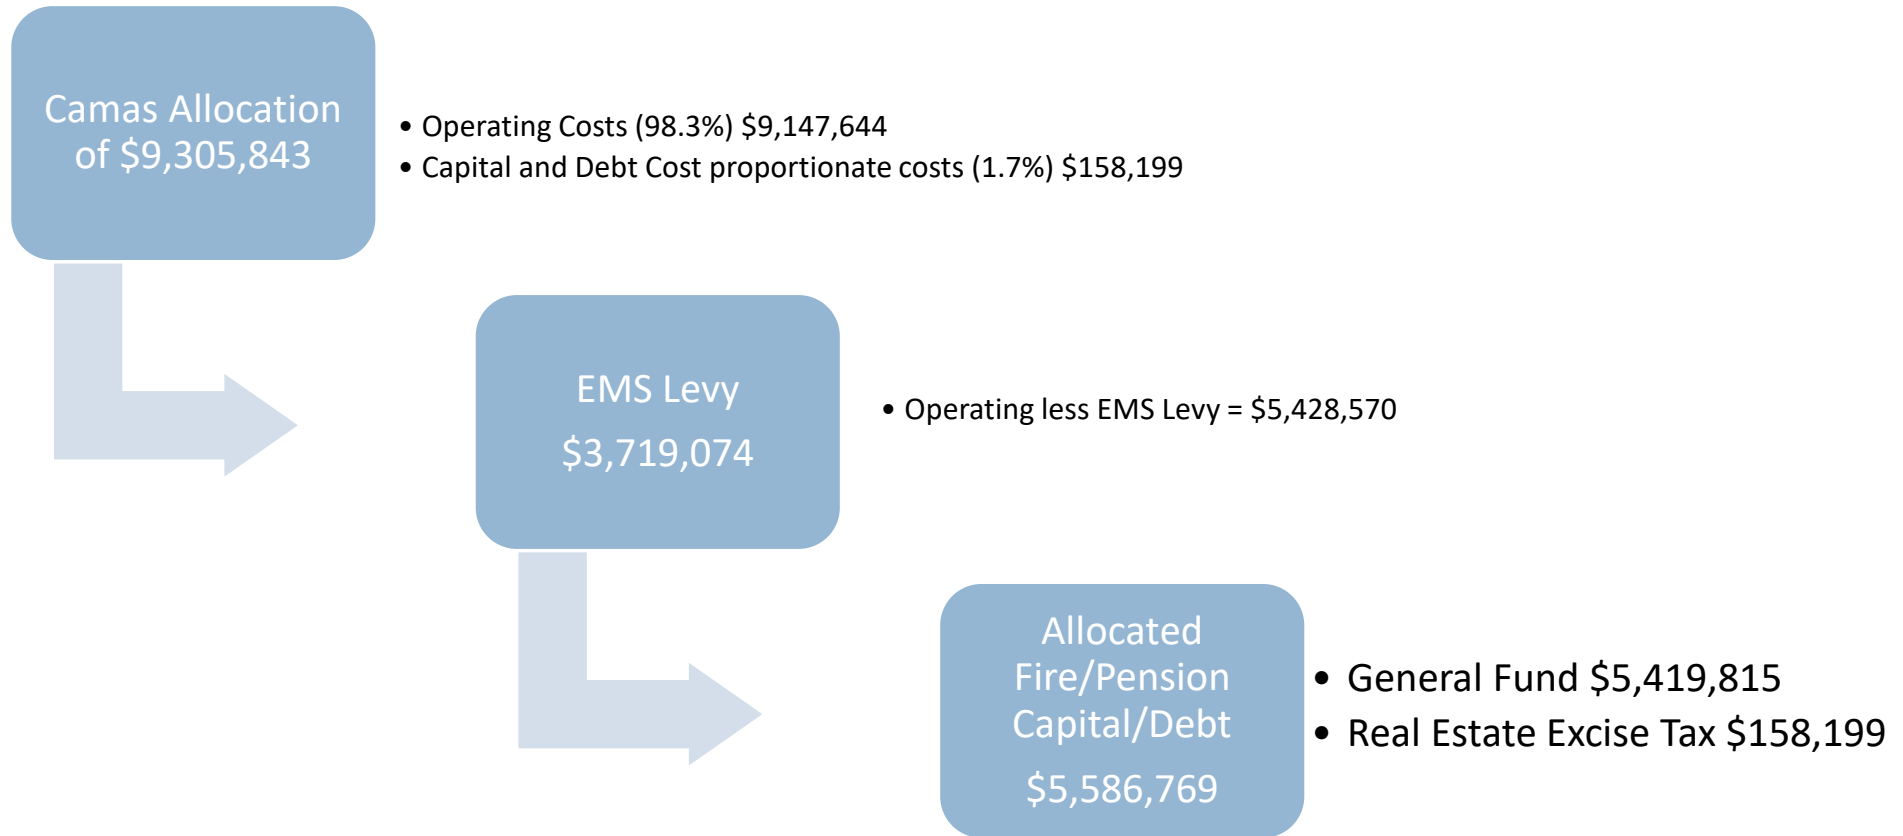 Camas Allocation
of $9,305,843
• Operating Costs (98.3%) $9,147,644
• Capital and Debt Cost proportionate costs (1.7%) $158,199
EMS Levy
$3,719,074
• Operating less EMS Levy = $5,428,570
Allocated
Fire/Pension
Capital/Debt
$5,586,769
• General Fund $5,419,815
• Real Estate Excise Tax $158,199